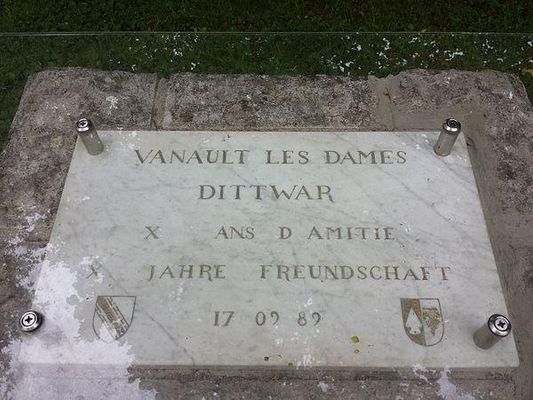 VANAULT LES DAMES
DITTWAR
X ANS D AMITIE
X JAHRE FREUNDSCHAFT
17 09 89